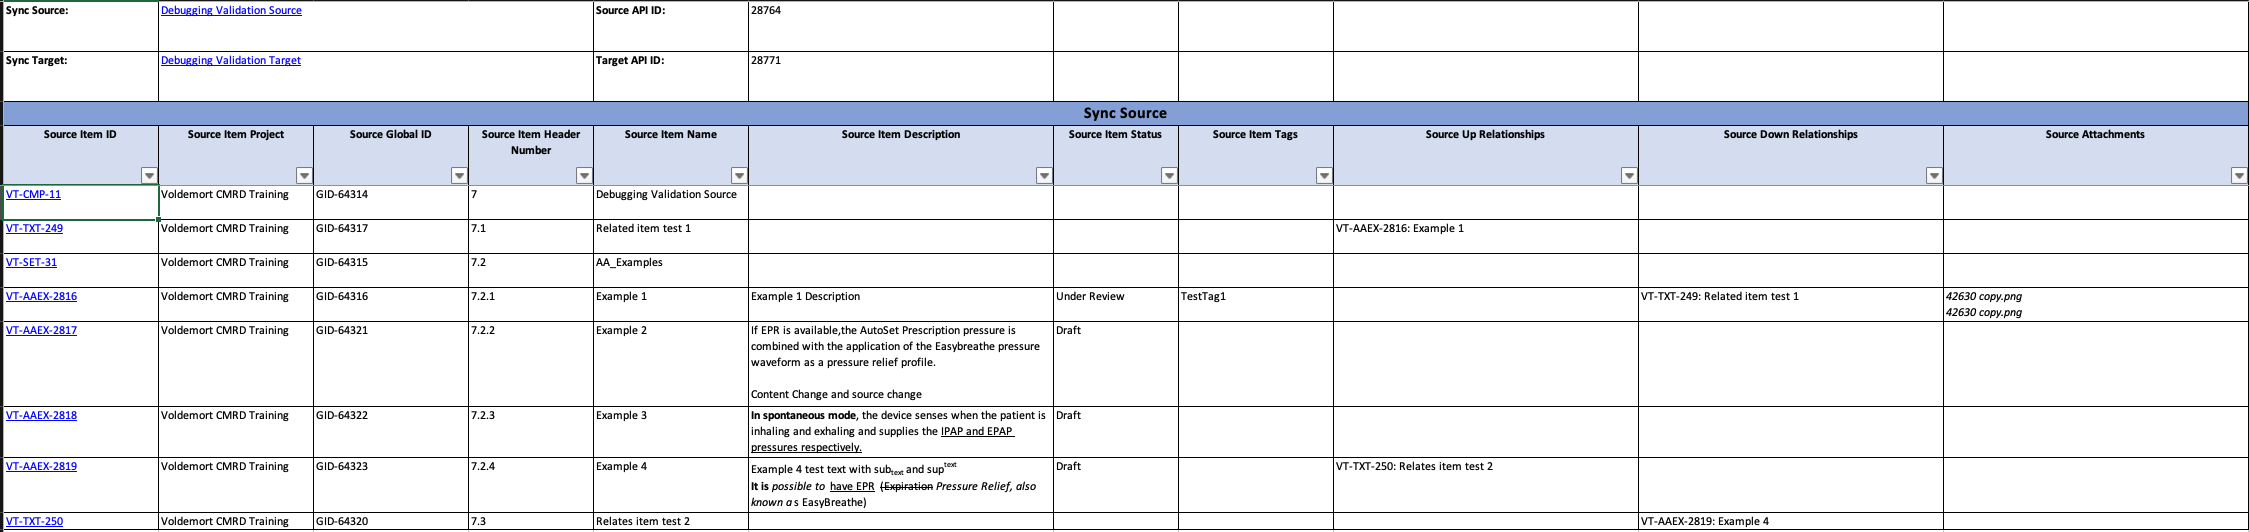 Sync Source: Debugging Validation Source Source API ID: 28764
Sync Target: Debugging Validation Target Target API ID: 28771
Sync Source
Source Item ID Source Item Project Source Global ID Source Item Header Source Item Name Source Item Description Source Item Status Source Item Tags Source Up Relationships Source Down Relationships Source Attachments
Number
VT-CMP-11 Voldemort CMRD Training GID-64314 7 Debugging Validation Source
VT-TXT-249 Voldemort CMRD Training GID-64317 7.1 Related item test 1 VT-AAEX-2816: Example 1
VT-SET-31 Voldemort CMRD Training GID-64315 7.2 AA_Examples
VT-AAEX-2816 Voldemort CMRD Training GID-64316 7.2.1 Example 1 Example 1 Description Under Review TestTag1 VT-TXT-249: Related item test 1 42630 copy.png
42630 copy.png
VT-AAEX-2817 Voldemort CMRD Training GID-64321 7.2.2 Example 2 If EPR is available,the AutoSet Prescription pressure is Draft
combined with the application of the Easybreathe pressure
waveform as a pressure relief profile.
Content Change and source change
VT-AAEX-2818 Voldemort CMRD Training GID-64322 7.2.3 Example 3 In spontaneous mode, the device senses when the patient is Draft
inhaling and exhaling and supplies the IPAP and EPAP
pressures respectively.
VT-AAEX-2819 Voldemort CMRD Training GID-64323 7.2.4 Example 4 Example 4 test text with subtext and suptext Draft VT-TXT-250: Relates item test 2
It is possible to have EPR (Expiration Pressure Relief, also
known as EasyBreathe)
VT-TXT-250 Voldemort CMRD Training GID-64320 7.3 Relates item test 2 VT-AAEX-2819: Example 4